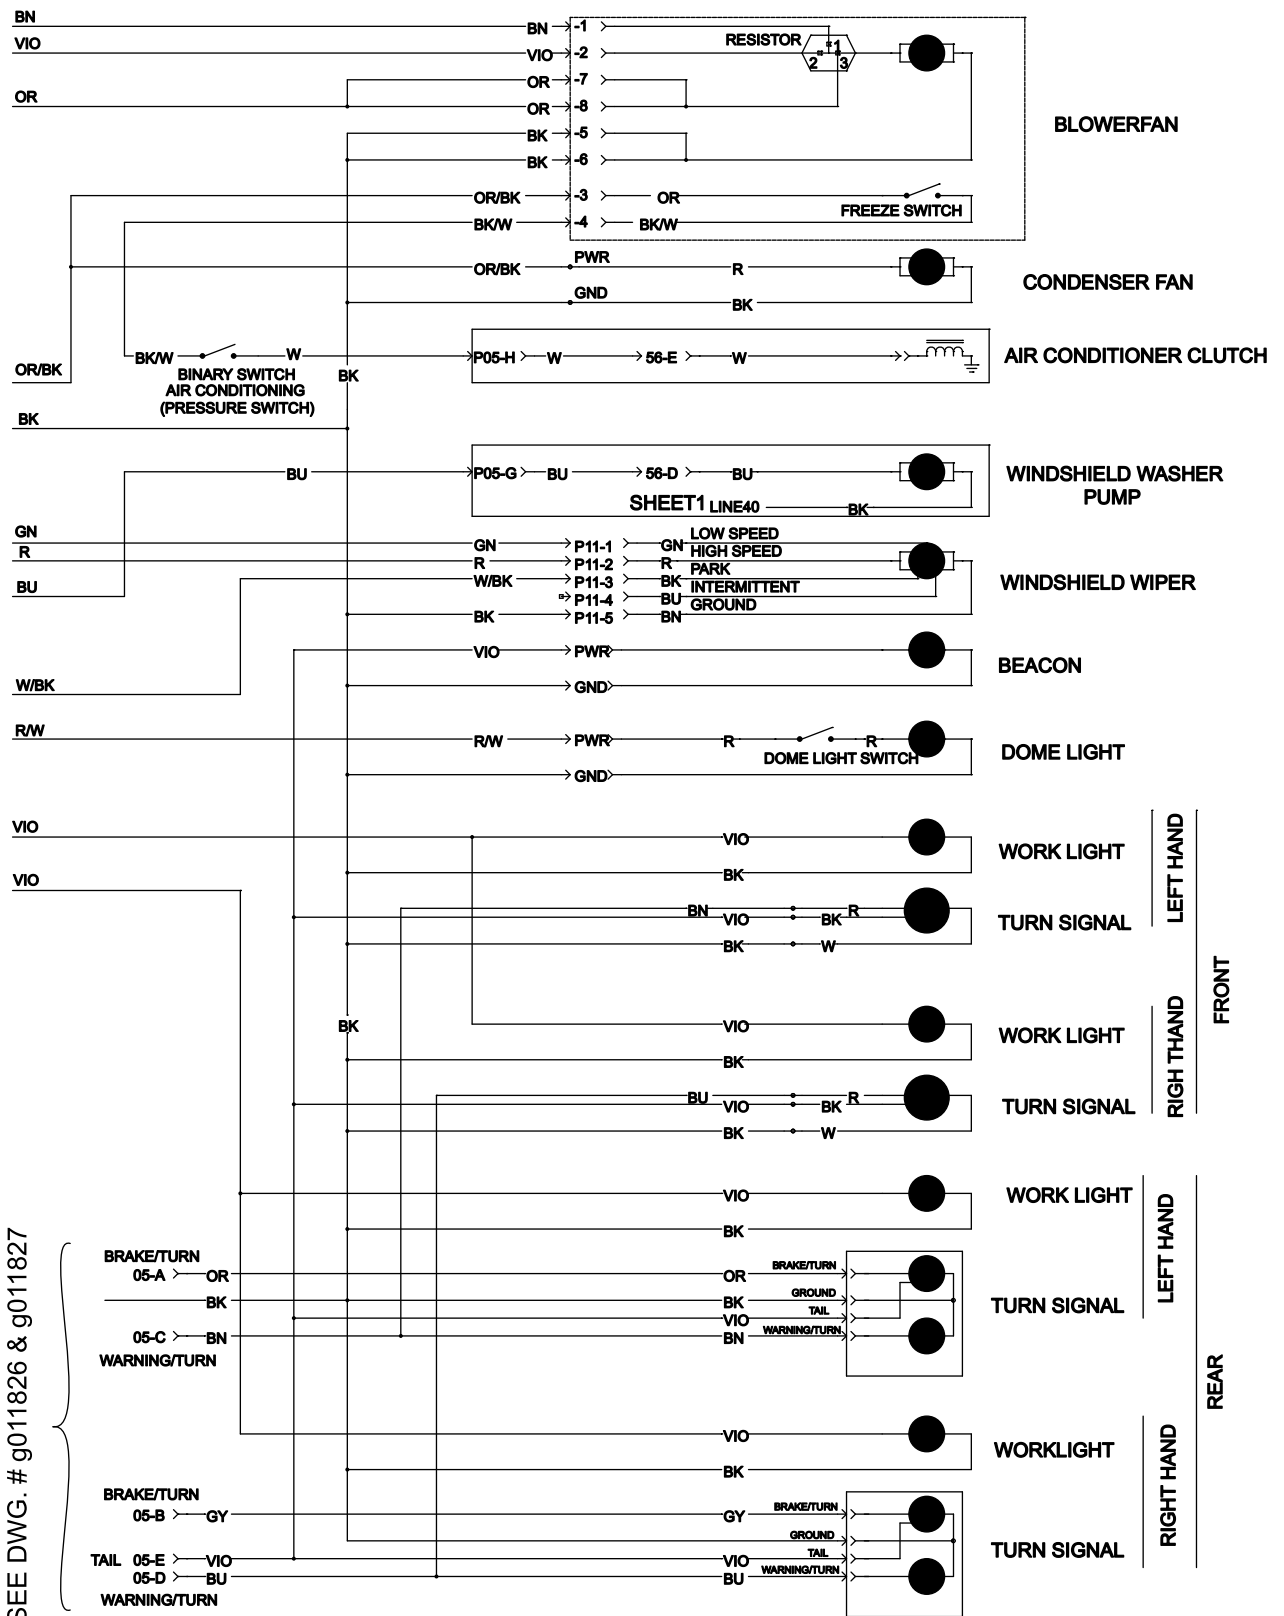 BN
BN -1
VIO
VIO -2
RESISTOR
1
2 3
OR -7
OR
OR -8
BK -5
BLOWERFAN
BK -6
OR/BK -3 OR
FREEZE SWITCH
BK/W -4 BK/W
PWR
OR/BK R
CONDENSER FAN
GND
BK
BK/W W P05-H W 56-E W
AIR CONDITIONER CLUTCH
OR/BK
BINARY SWITCH
AIR CONDITIONING
(PRESSURE SWITCH)
BK
BK
BU P05-G BU 56-D BU
WINDSHIELD WASHER
PUMP
SHEET1 LINE40 BK
GN
GN P11-1 GN LOW SPEED
R
R P11-2 R HIGH SPEED
W/BK P11-3 BK PARK
WINDSHIELD WIPER
BU
P11-4 BU INTERMITTENT
BK P11-5 BN GROUND
VIO PWR
BEACON
W/BK
GND
R/W
R/W PWR R R
DOME LIGHT SWITCH
DOME LIGHT
GND
VIO
VIO
WORK LIGHT
BK
VIO
BN R
VIO BK
TURN SIGNAL
BK W
LEFT HAND
BK
VIO
WORK LIGHT
BK
BU R
VIO BK
TURN SIGNAL
BK W
RIGH THAND
FRONT
VIO
WORK LIGHT
BK
BRAKE/TURN
05-A OR OR BRAKE/TURN
BK BK GROUND
VIO TAIL
TURN SIGNAL
05-C BN BN WARNING/TURN
WARNING/TURN
LEFT HAND
REAR
VIO
WORKLIGHT
BK
BRAKE/TURN
05-B GY GY BRAKE/TURN
GROUND
TURN SIGNAL
TAIL 05-E VIO VIO TAIL
05-D BU BU WARNING/TURN
WARNING/TURN
RIGHT HAND
SEE DWG. # g011826 & g011827